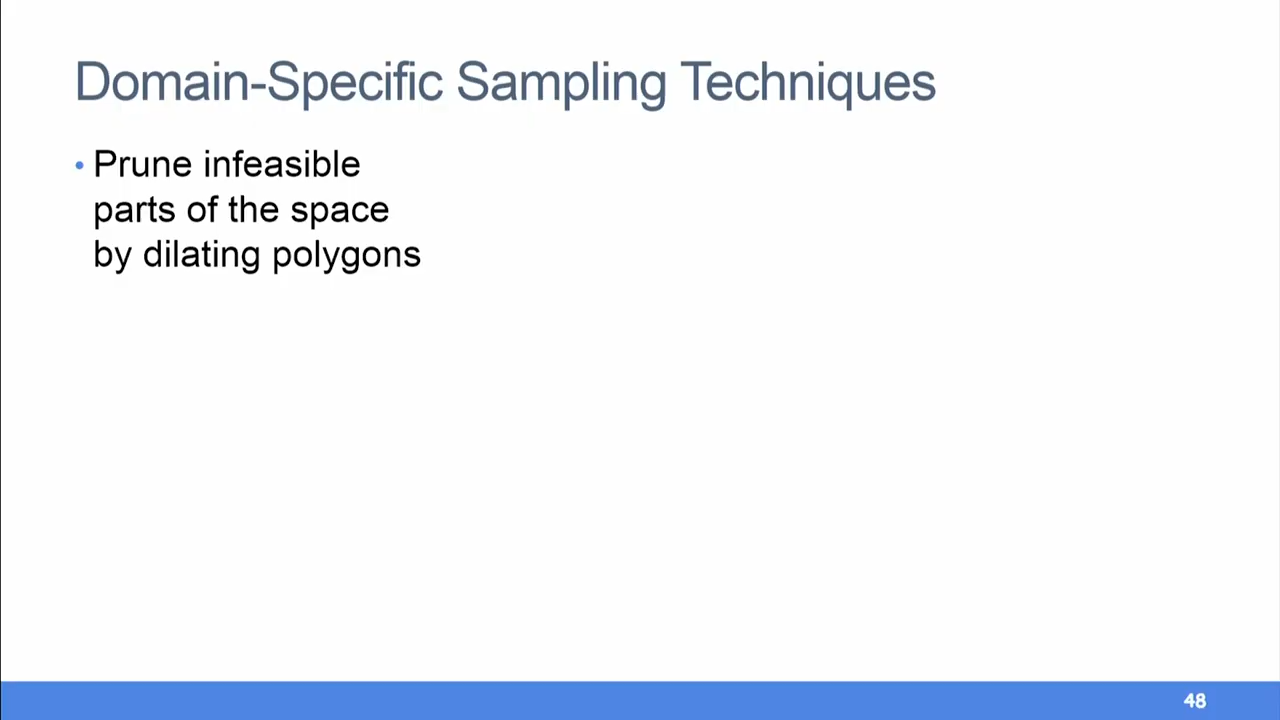 Domain-Specific Sampling Techniques
• Prune infeasible
parts of the space
by dilating polygons
48